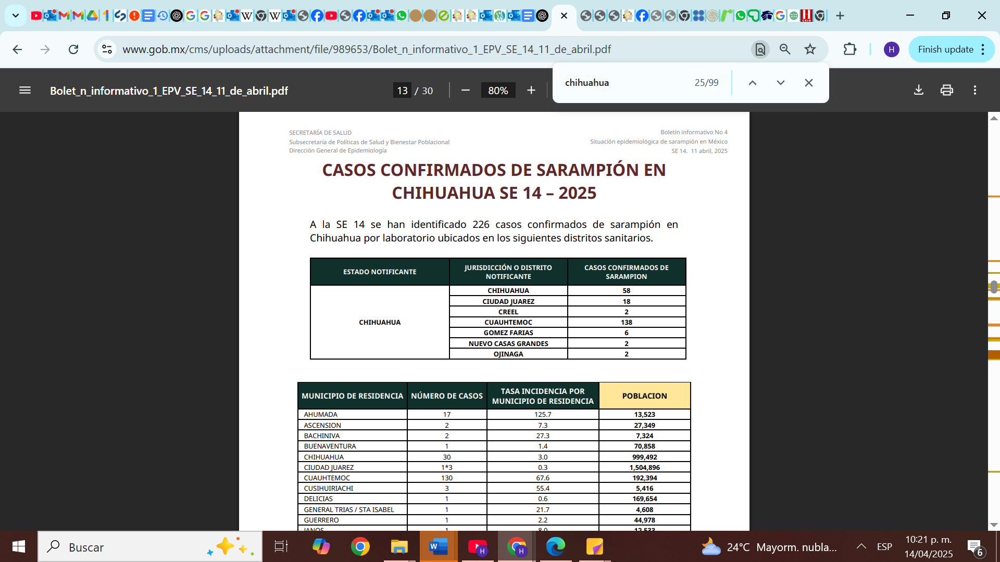 www.gob.mx/cms/uploads/attachment/file/989653/Bolet_n_informativo_1_EPV_SE_14_11_de_abril.pdf
H
Finish update
chihuahua 25/99
Bolet_n_informativo_1_EPV_SE_14_11_de_abril.pdf
13 / 30
80%
SECRETARÍA DE SALUD
Subsecretaría de Políticas de Salud y Bienestar Poblacional
Dirección General de Epidemiología
Boletín informativo No 4
Situación epidemiológica de sarampión en México
SE 14. 11 abril, 2025
CASOS CONFIRMADOS DE SARAMPIÓN EN
CHIHUAHUA SE 14 – 2025
A la SE 14 se han identificado 226 casos confirmados de sarampión en
Chihuahua por laboratorio ubicados en los siguientes distritos sanitarios.
ESTADO NOTIFICANTE
JURISDICCIÓN O DISTRITO
NOTIFICANTE
CASOS CONFIRMADOS DE
SARAMPION
CHIHUAHUA
CHIHUAHUA 58
CIUDAD JUAREZ 18
CREEL 2
CUAUHTEMOC 138
GOMEZ FARIAS 6
NUEVO CASAS GRANDES 2
OJINAGA 2
MUNICIPIO DE RESIDENCIA
NÚMERO DE CASOS
TASA INCIDENCIA POR
MUNICIPIO DE RESIDENCIA
POBLACION
AHUMADA 17 125.7 13,523
ASCENSION 2 7.3 27,349
BACHINIVA 2 27.3 7,324
BUENAVENTURA 1 1.4 70,858
CHIHUAHUA 30 3.0 999,492
CIUDAD JUAREZ 1*3 0.3 1,504,896
CUAUHTEMOC 130 67.6 192,394
CUSIHUIRIACHI 3 55.4 5,416
DELICIAS 1 0.6 169,654
GENERAL TRIAS / STA ISABEL 1 21.7 4,608
GUERRERO 1 2.2 44,978
JANOS 1 8.0 12,533
Buscar
24°C Mayorm. nubla...
ESP
10:21 p. m.
14/04/2025
6